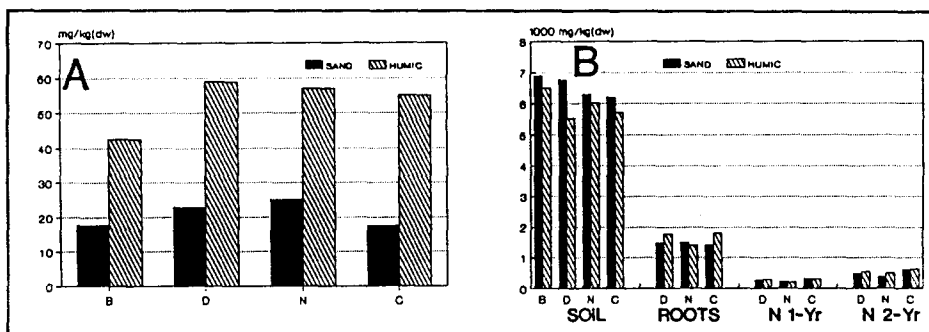 mg/kg(dw)
70
60
50
40
30
20
10
0
A
SAND HUMIC
B D N C
1000 mg/kg(dw)
8
7
6
5
4
3
2
1
0
B
SAND HUMIC
B D N C D N C D N C D N C
SOIL ROOTS N 1-Yr N 2-Yr